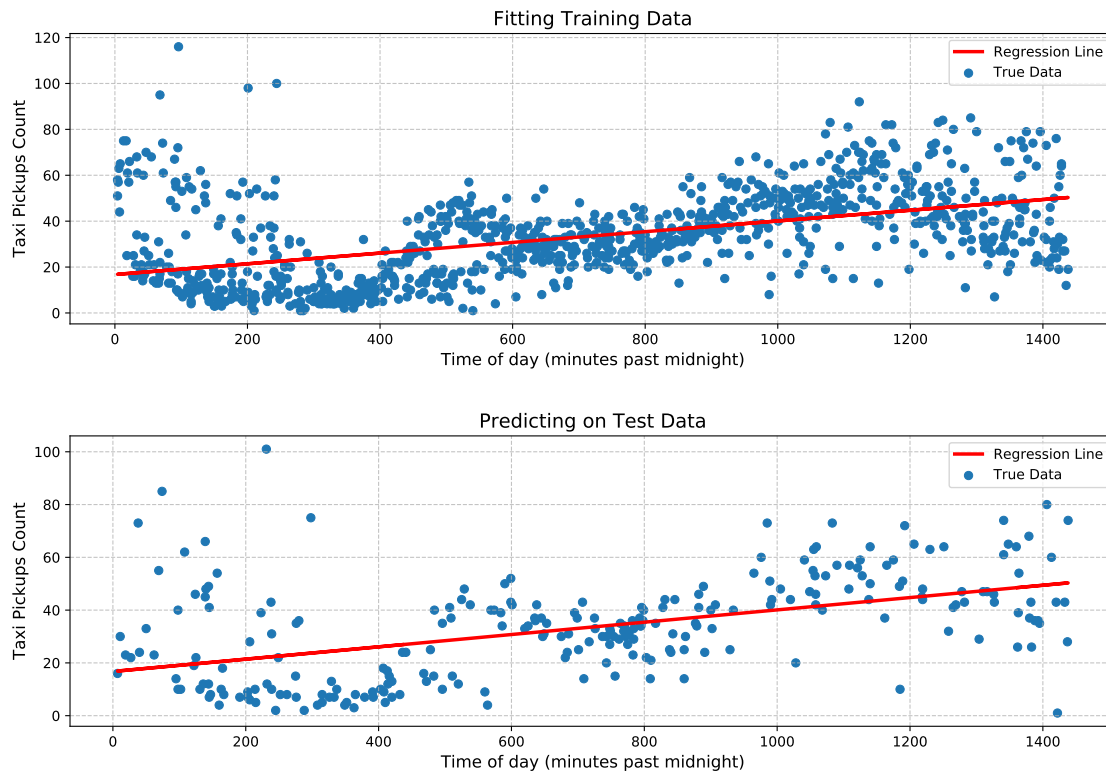 Fitting Training Data
Taxi Pickups Count
120
100
80
60
40
20
0
Regression Line
True Data
0 200 400 600 800 1000 1200 1400
Time of day (minutes past midnight)
Predicting on Test Data
Taxi Pickups Count
100
80
60
40
20
0
Regression Line
True Data
0 200 400 600 800 1000 1200 1400
Time of day (minutes past midnight)